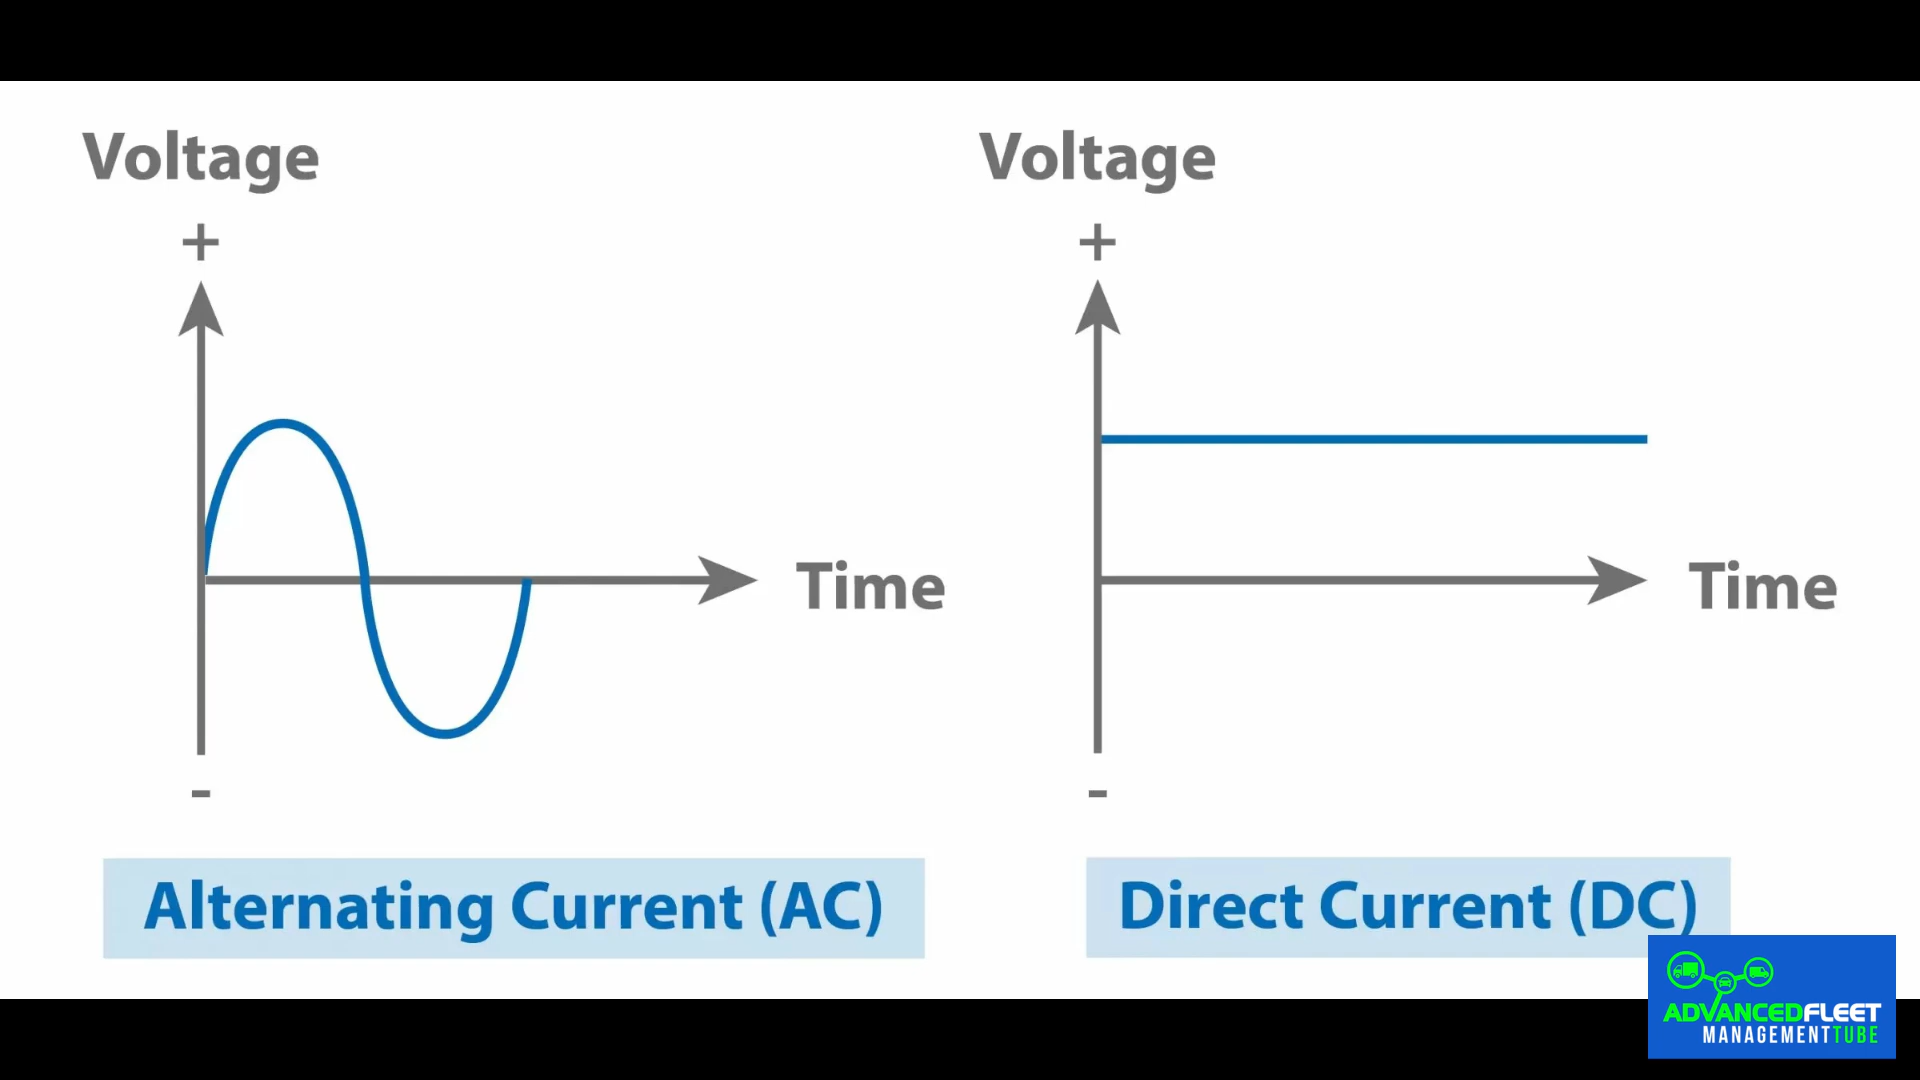 Voltage
+
Time
-
Alternating Current (AC)
Voltage
+
Time
-
Direct Current (DC)
ADVANCEDFLEET
MANAGEMENTTUBE